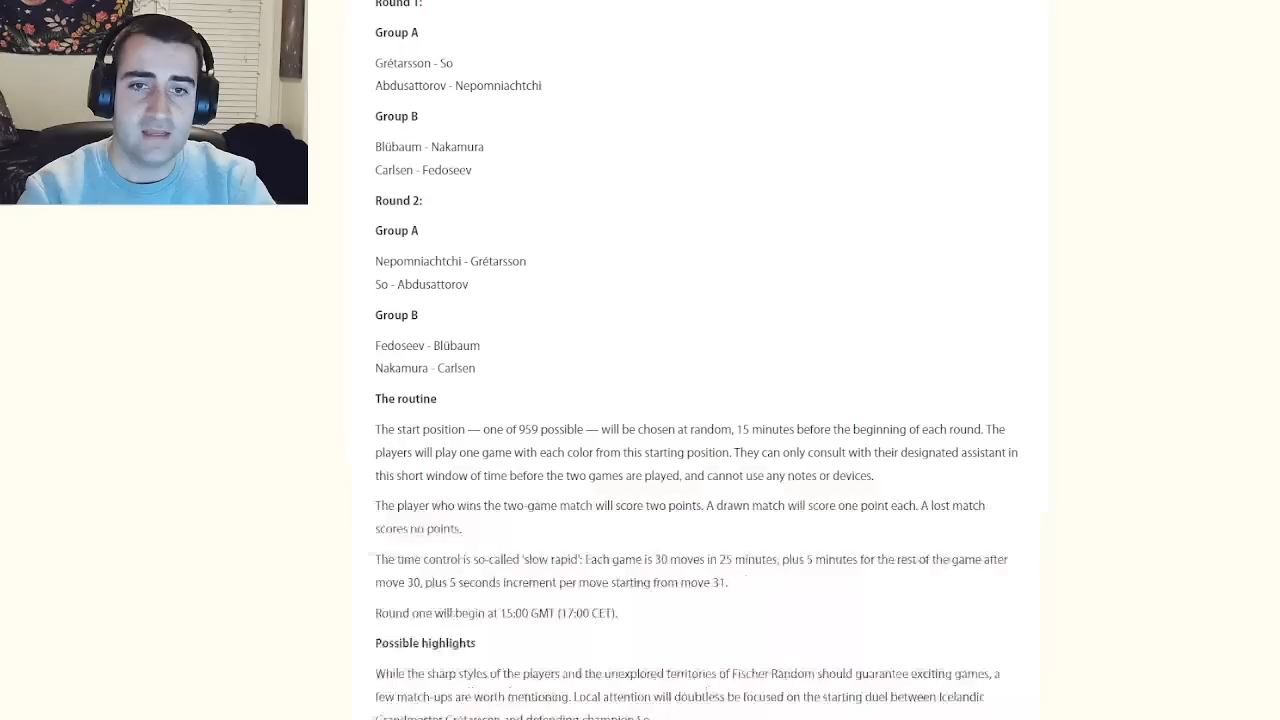 Round 1:
Group A
Grétarsson - So
Abdusattorov - Nepomniachtchi
Group B
Blübaum - Nakamura
Carlsen - Fedoseev
Round 2:
Group A
Nepomniachtchi - Grétarsson
So - Abdusattorov
Group B
Fedoseev - Blübaum
Nakamura - Carlsen
The routine
The start position — one of 959 possible — will be chosen at random, 15 minutes before the beginning of each round. The
players will play one game with each color from this starting position. They can only consult with their designated assistant in
this short window of time before the two games are played, and cannot use any notes or devices.
The player who wins the two-game match will score two points. A drawn match will score one point each. A lost match
scores no points.
The time control is so-called 'slow rapid': Each game is 30 moves in 25 minutes, plus 5 minutes for the rest of the game after
move 30, plus 5 seconds increment per move starting from move 31.
Round one will begin at 15:00 GMT (17:00 CET).
Possible highlights
While the sharp styles of the players and the unexplored territories of Fischer Random should guarantee exciting games, a
few match-ups are worth mentioning. Local attention will doubtless be focused on the starting duel between Icelandic
Grandmaster Grétarsson and defending champion So.